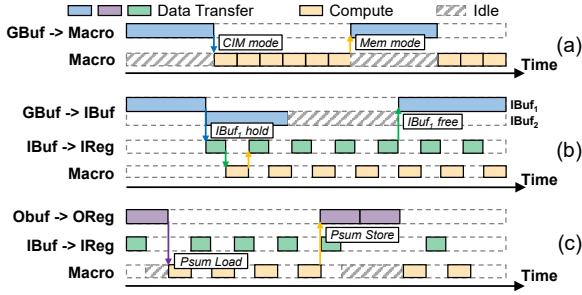 Data Transfer Compute Idle
GBuf -> Macro
CIM mode Mem mode (a)
Macro
Time
GBuf -> IBuf IBuf₁
IBuf₁ hold IBuf₁ free IBuf₂
IBuf -> IReg (b)
Macro
Time
Obuf -> OReg
Psum Store
IBuf -> IReg
Psum Load (c)
Macro
Time